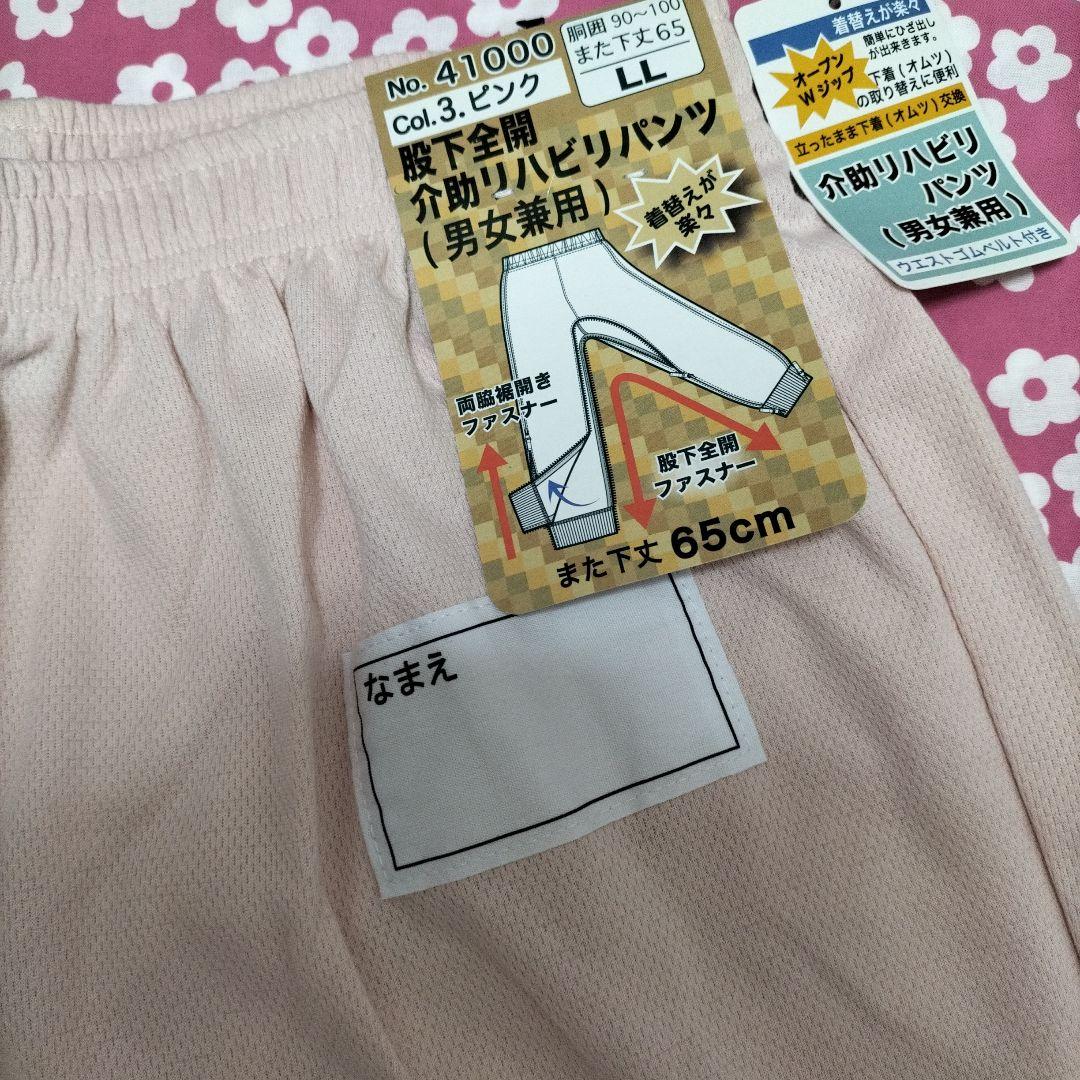 No. 41000
Col.3.ピンク
胴囲 90〜100
また下丈 65
LL
股下全開
介助リハビリパンツ
(男女兼用)
着替えが
楽々
両脇裾開き
ファスナー
股下全開
ファスナー
また下丈 65cm
着替えが楽々
オープン
Wジップ
簡単にひざ出し
が出来ます。
下着(オムツ)
の取り替えに便利
立ったまま下着(オムツ)交換
介助リハビリ
パンツ
(男女兼用)
ウエストゴムベルト付き
なまえ